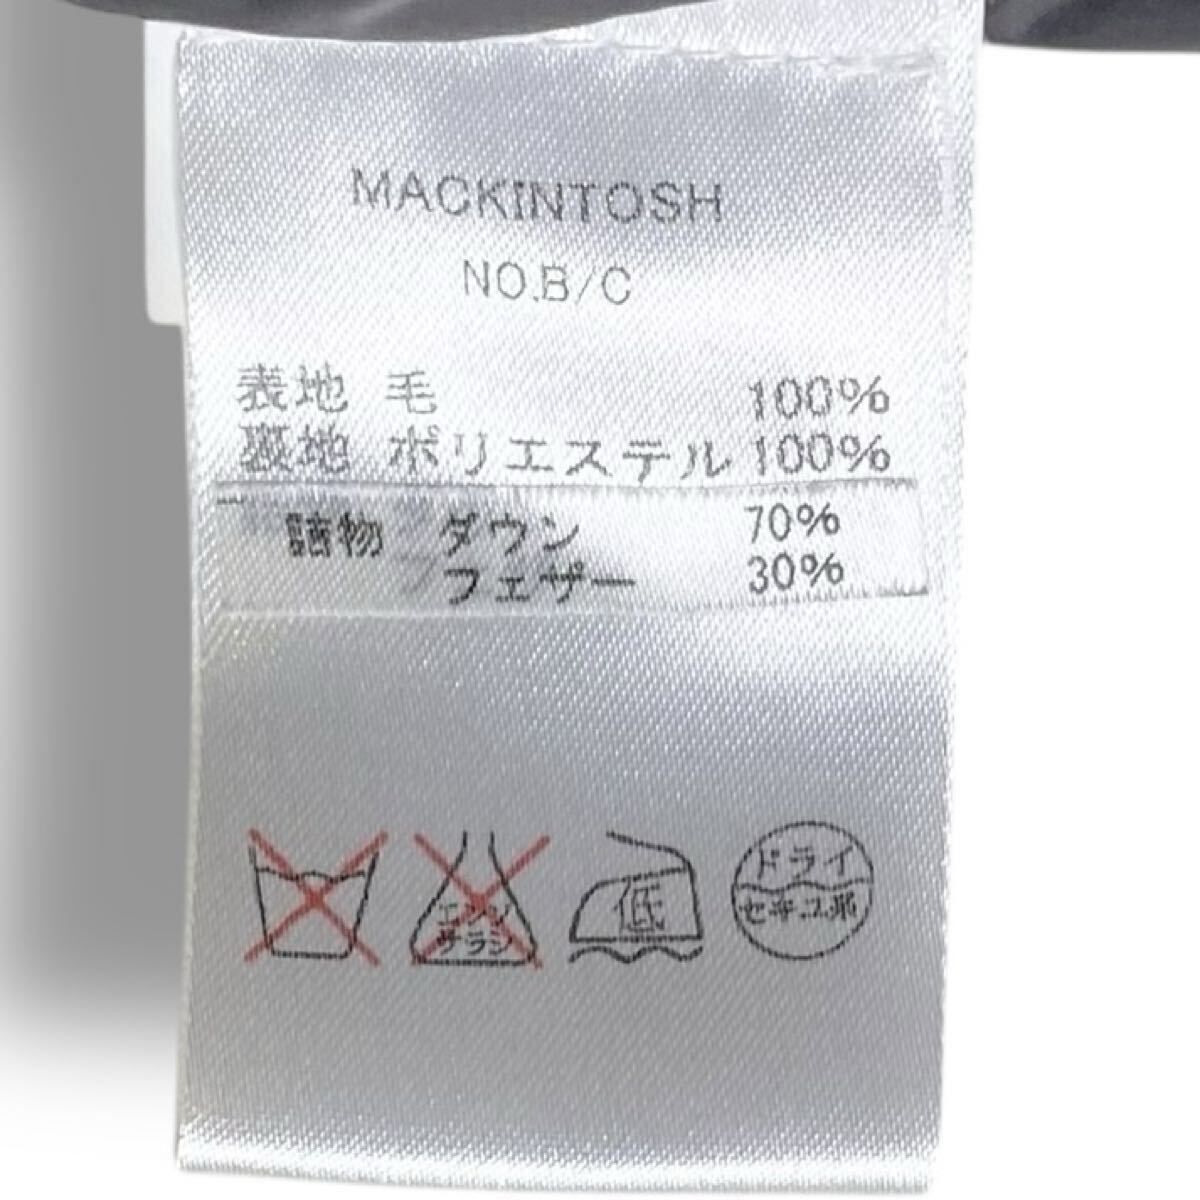 MACKINTOSH
NO.B/C
表地 毛 100%
裏地 ポリエステル 100%
詰物 ダウン 70%
フェザー 30%
エンソ
サラシ
低
ドライ
セキユ系